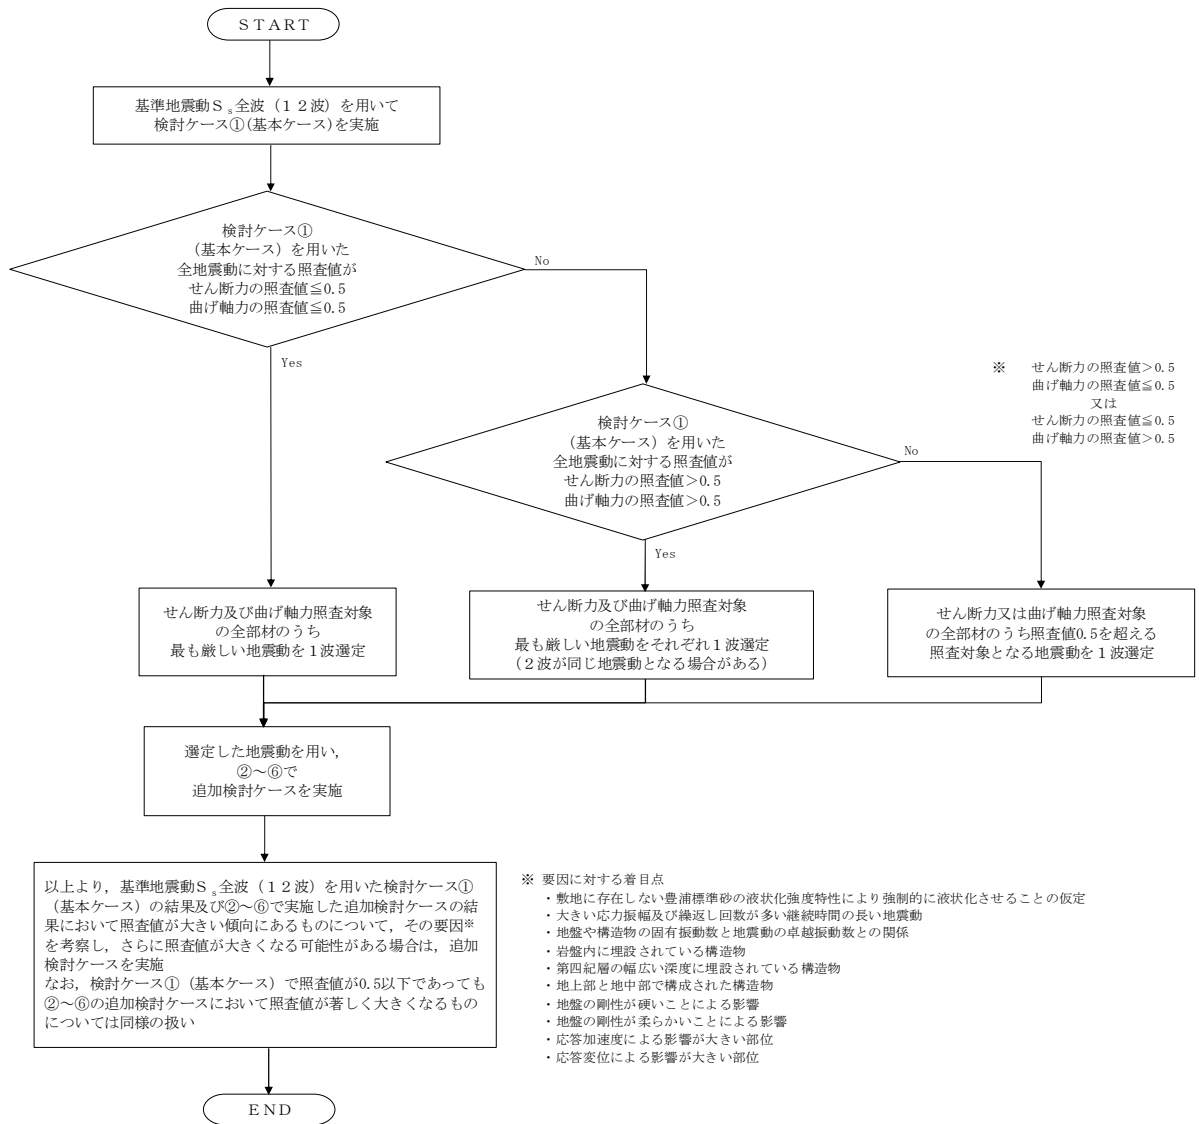 ＳＴＡＲＴ
基準地震動Ｓｓ全波（１２波）を用いて
検討ケース①(基本ケース)を実施
検討ケース①
（基本ケース）を用いた
全地震動に対する照査値が
せん断力の照査値≦0.5
曲げ軸力の照査値≦0.5
No
Yes
※　せん断力の照査値＞0.5
曲げ軸力の照査値≦0.5
又は
せん断力の照査値≦0.5
曲げ軸力の照査値＞0.5
検討ケース①
（基本ケース）を用いた
全地震動に対する照査値が
せん断力の照査値＞0.5
曲げ軸力の照査値＞0.5
No
Yes
せん断力及び曲げ軸力照査対象
の全部材のうち
最も厳しい地震動を１波選定
せん断力及び曲げ軸力照査対象
の全部材のうち
最も厳しい地震動をそれぞれ１波選定
（２波が同じ地震動となる場合がある）
せん断力又は曲げ軸力照査対象
の全部材のうち照査値0.5を超える
照査対象となる地震動を１波選定
選定した地震動を用い，
②～⑥で
追加検討ケースを実施
以上より，基準地震動Ｓｓ全波（１２波）を用いた検討ケース①
（基本ケース）の結果及び②～⑥で実施した追加検討ケースの結
果において照査値が大きい傾向にあるものについて，その要因※
を考察し，さらに照査値が大きくなる可能性がある場合は，追加
検討ケースを実施
なお，検討ケース①（基本ケース）で照査値が0.5以下であっても
②～⑥の追加検討ケースにおいて照査値が著しく大きくなるもの
については同様の扱い
※ 要因に対する着目点
・敷地に存在しない豊浦標準砂の液状化強度特性により強制的に液状化させることの仮定
・大きい応力振幅及び繰返し回数が多い継続時間の長い地震動
・地盤や構造物の固有振動数と地震動の卓越振動数との関係
・岩盤内に埋設されている構造物
・第四紀層の幅広い深度に埋設されている構造物
・地上部と地中部で構成された構造物
・地盤の剛性が硬いことによる影響
・地盤の剛性が柔らかいことによる影響
・応答加速度による影響が大きい部位
・応答変位による影響が大きい部位
ＥＮＤ